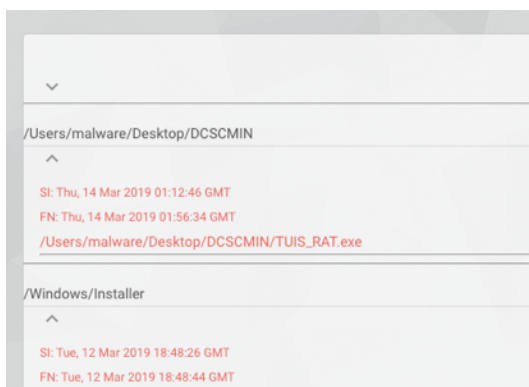 /Users/malware/Desktop/DCSCMIN
SI: Thu, 14 Mar 2019 01:12:46 GMT
FN: Thu, 14 Mar 2019 01:56:34 GMT
/Users/malware/Desktop/DCSCMIN/TUIS_RAT.exe
/Windows/Installer
SI: Tue, 12 Mar 2019 18:48:26 GMT
FN: Tue, 12 Mar 2019 18:48:44 GMT